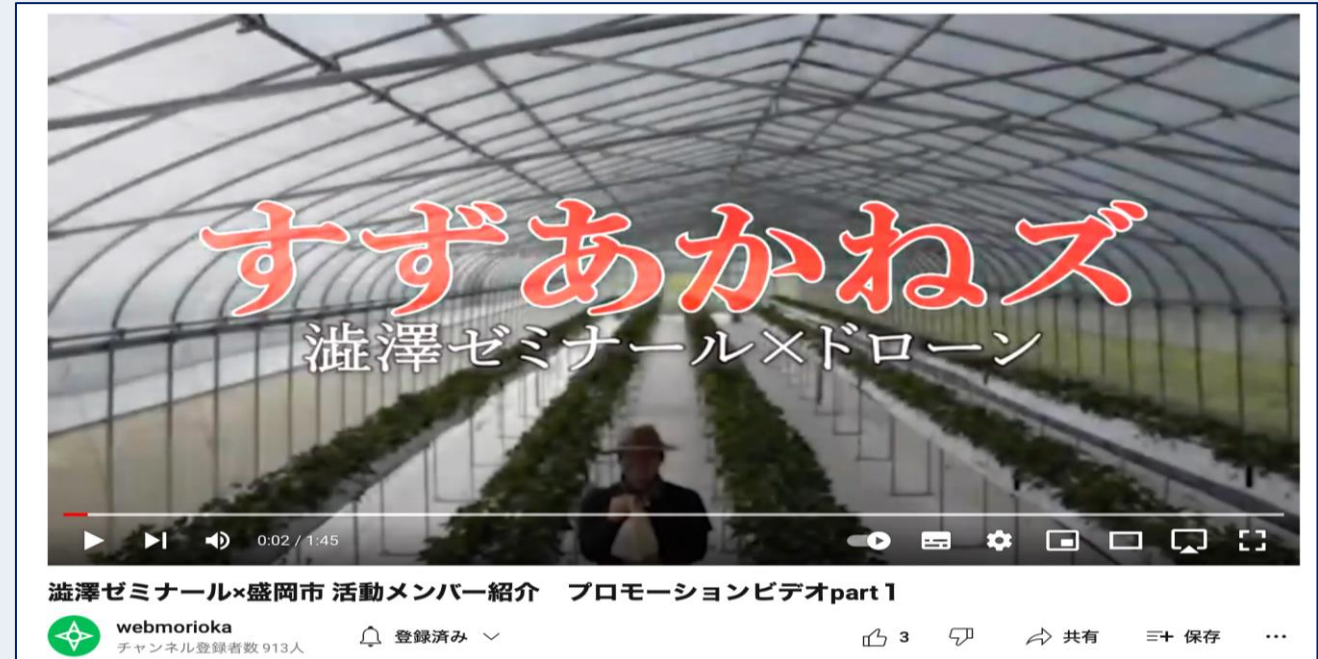 すずあかねズ
澁澤ゼミナール×ドローン
0:02 / 1:45
澁澤ゼミナール×盛岡市 活動メンバー紹介　プロモーションビデオpart１
webmorioka
チャンネル登録者数 913人
登録済み
3
共有
保存